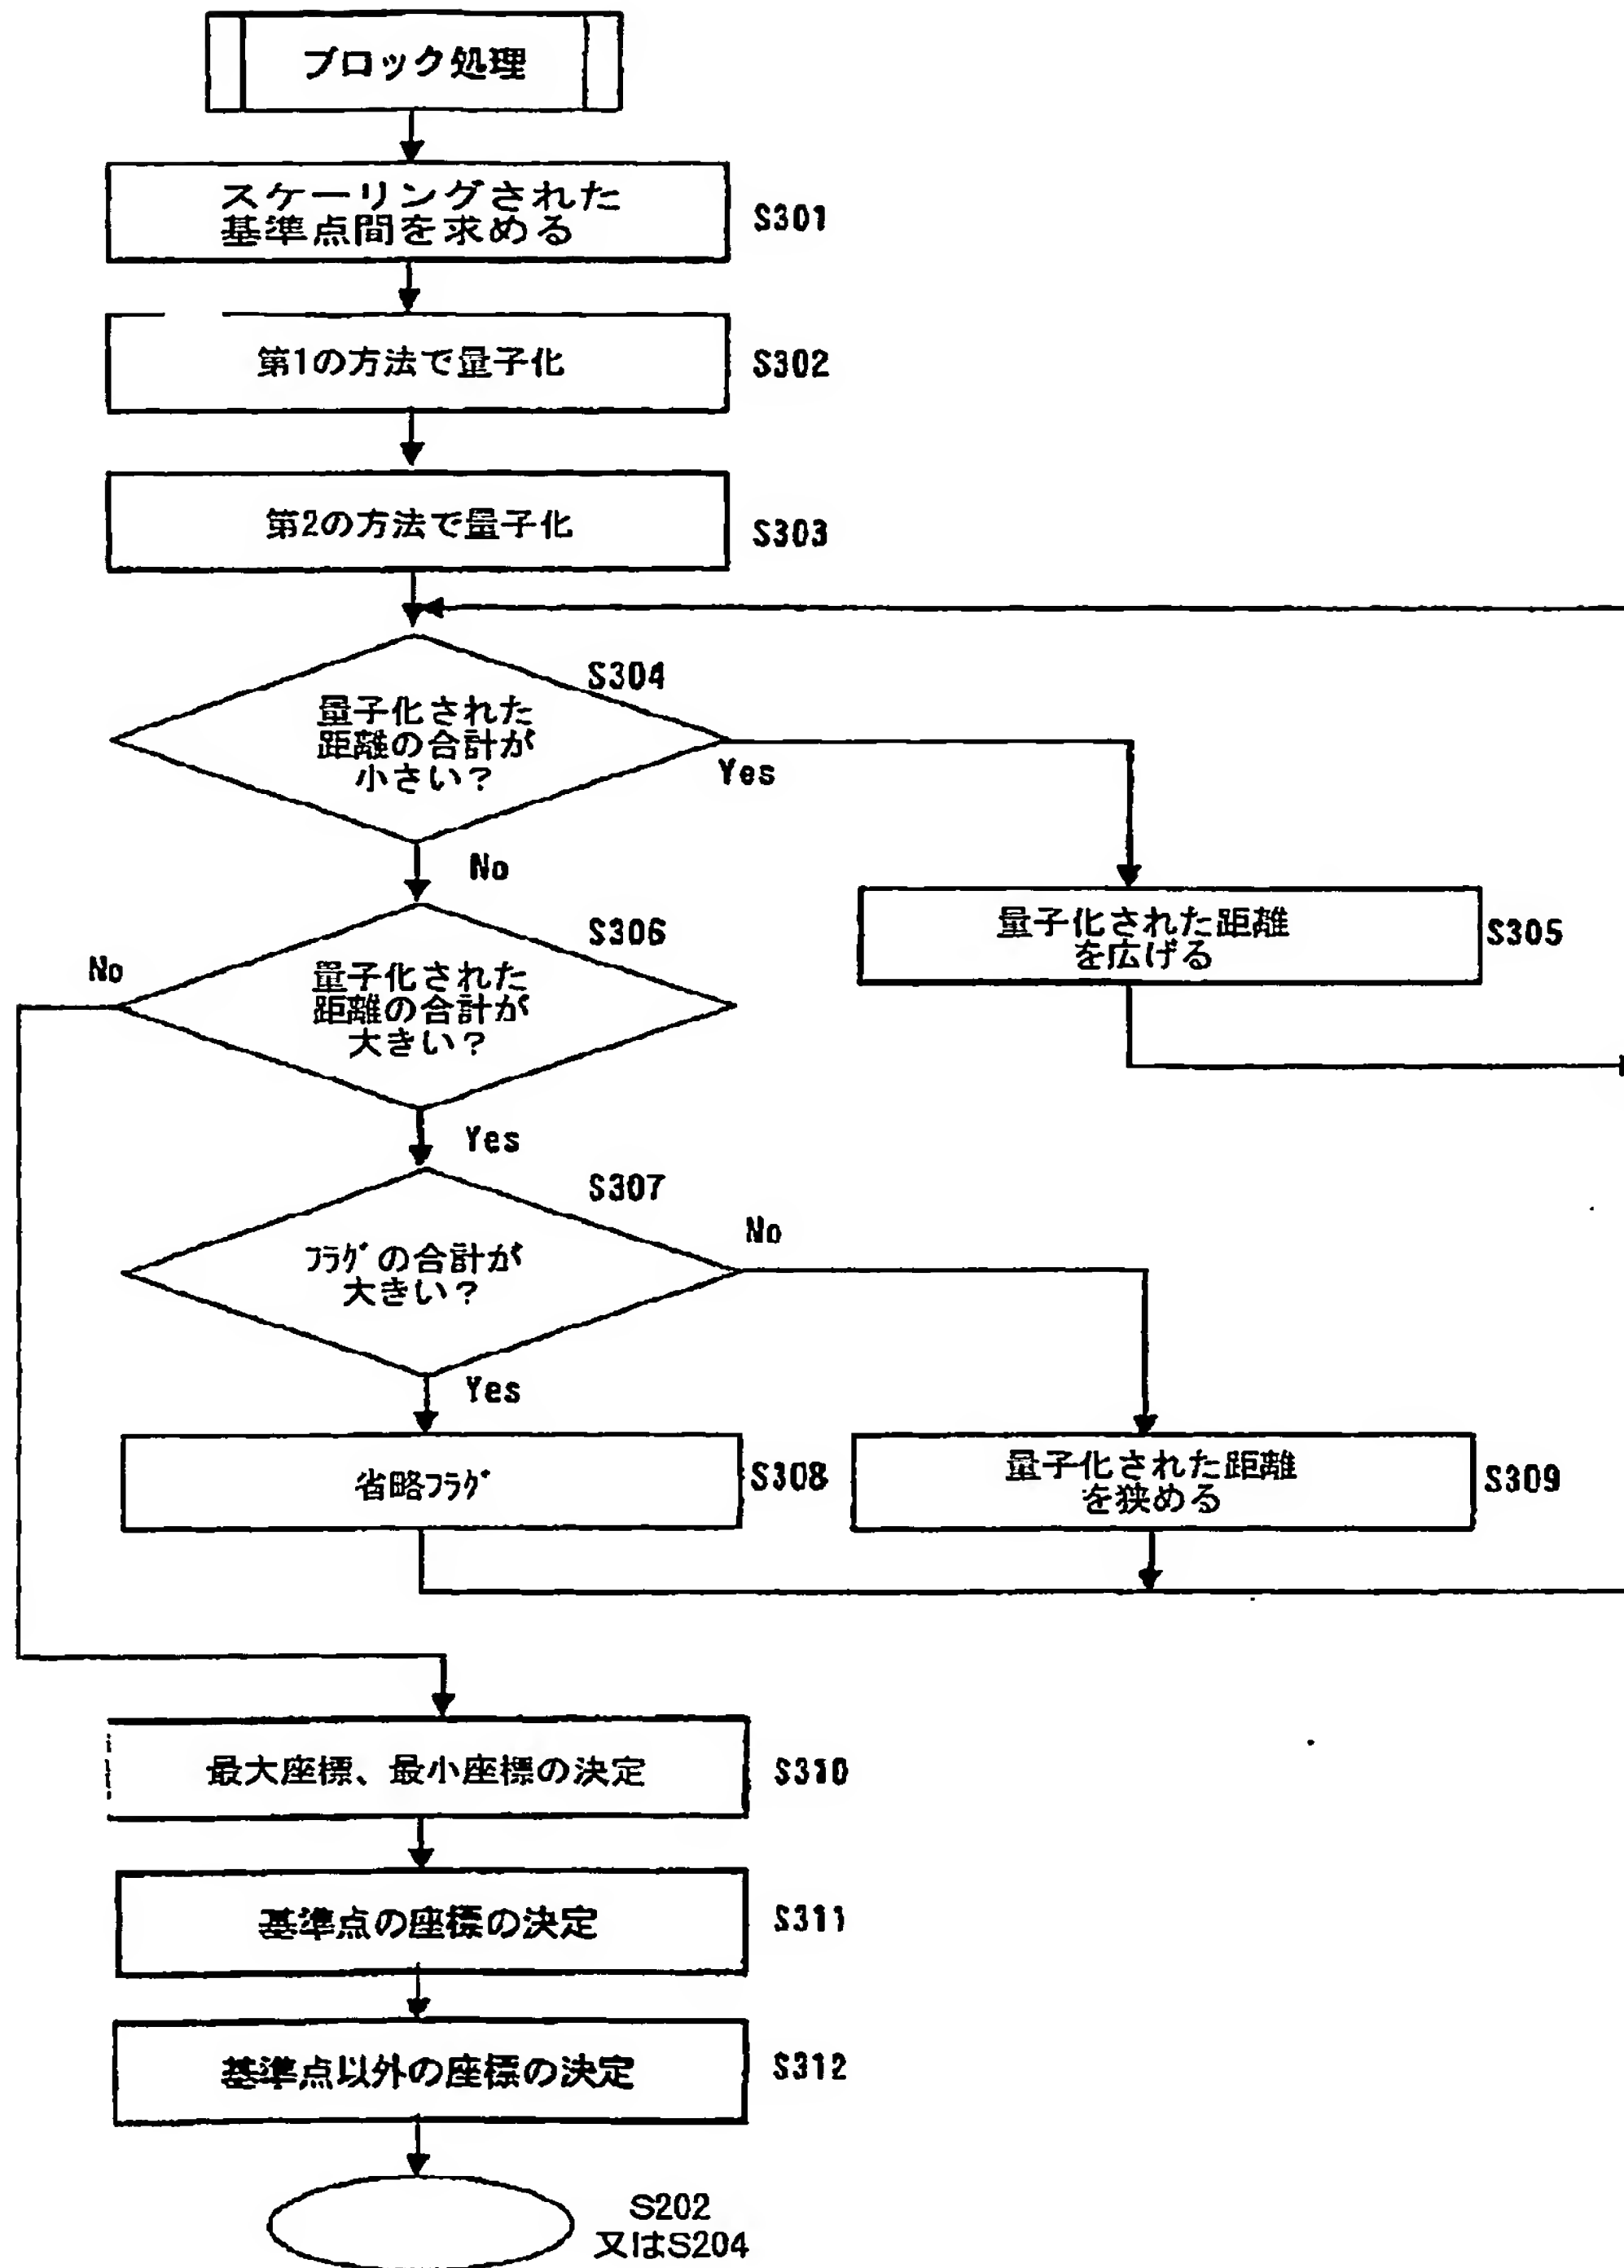 ブロック処理
スケーリングされた
基準点間を求める
S301
第1の方法で量子化
S302
第2の方法で量子化
S303
S304
量子化された
距離の合計が
小さい?
Yes
No
量子化された距離
を広げる
S305
S306
No
量子化された
距離の合計が
大きい?
Yes
S307
No
ﾌﾗｸﾞの合計が
大きい?
Yes
省略ﾌﾗｸﾞ
S308
量子化された距離
を狭める
S309
最大座標、最小座標の決定
S310
基準点の座標の決定
S311
基準点以外の座標の決定
S312
S202
又はS204